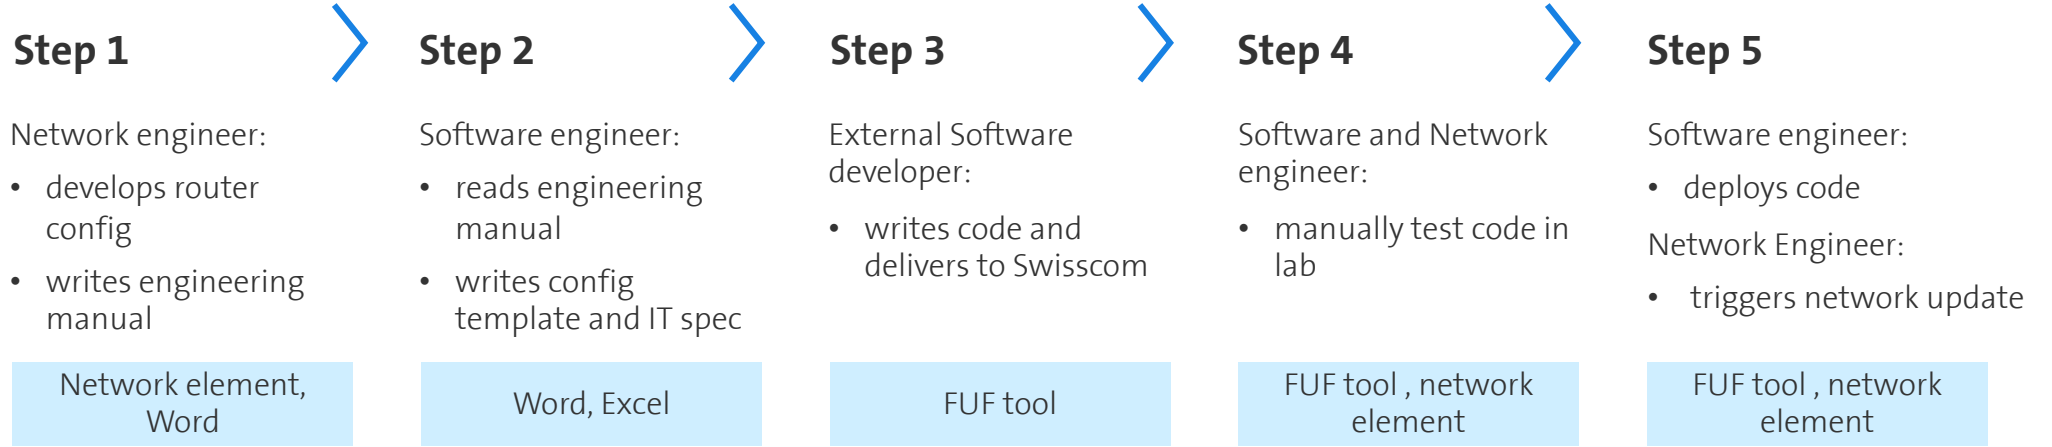 Step 1
Network engineer:
• develops router
config
• writes engineering
manual
Network element,
Word
Step 2
Software engineer:
• reads engineering
manual
• writes config
template and IT spec
Word, Excel
Step 3
External Software
developer:
• writes code and
delivers to Swisscom
FUF tool
Step 4
Software and Network
engineer:
• manually test code in
lab
FUF tool , network
element
Step 5
Software engineer:
• deploys code
Network Engineer:
• triggers network update
FUF tool , network
element